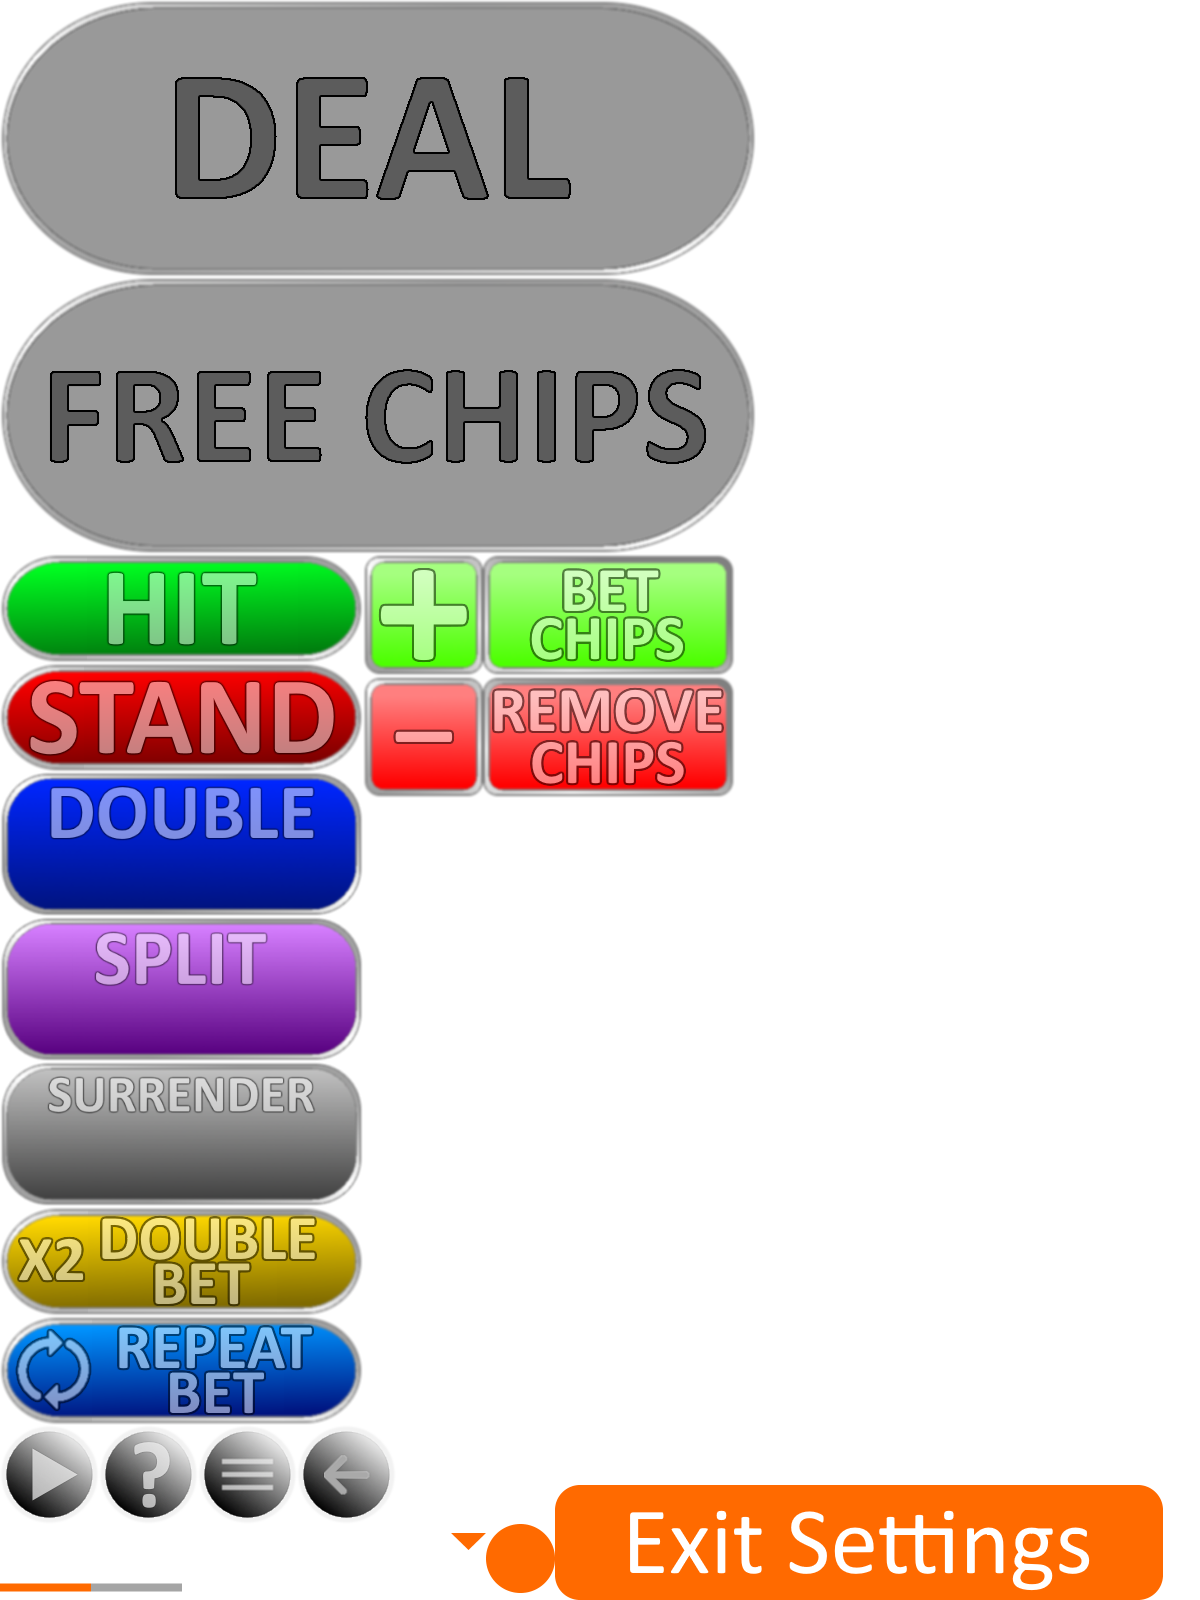 DEAL
FREE CHIPS
HIT
+
BET
CHIPS
STAND
−
REMOVE
CHIPS
DOUBLE
SPLIT
SURRENDER
X2 DOUBLE
BET
REPEAT
BET
?
Exit Settings